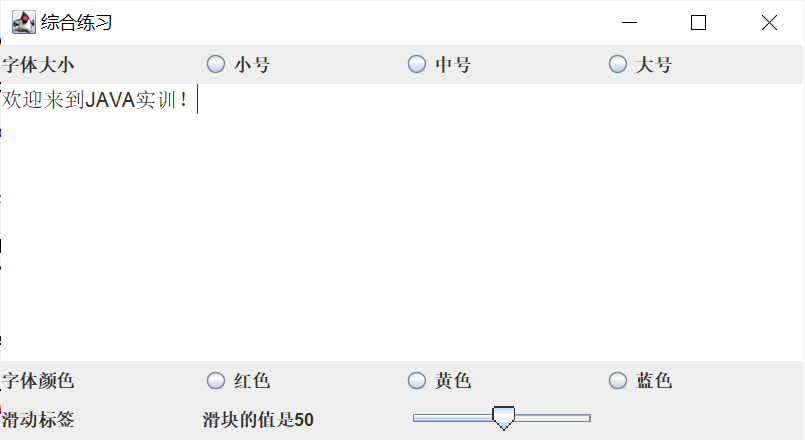 综合练习
字体大小 小号 中号 大号
欢迎来到JAVA实训！
字体颜色 红色 黄色 蓝色
滑动标签 滑块的值是50